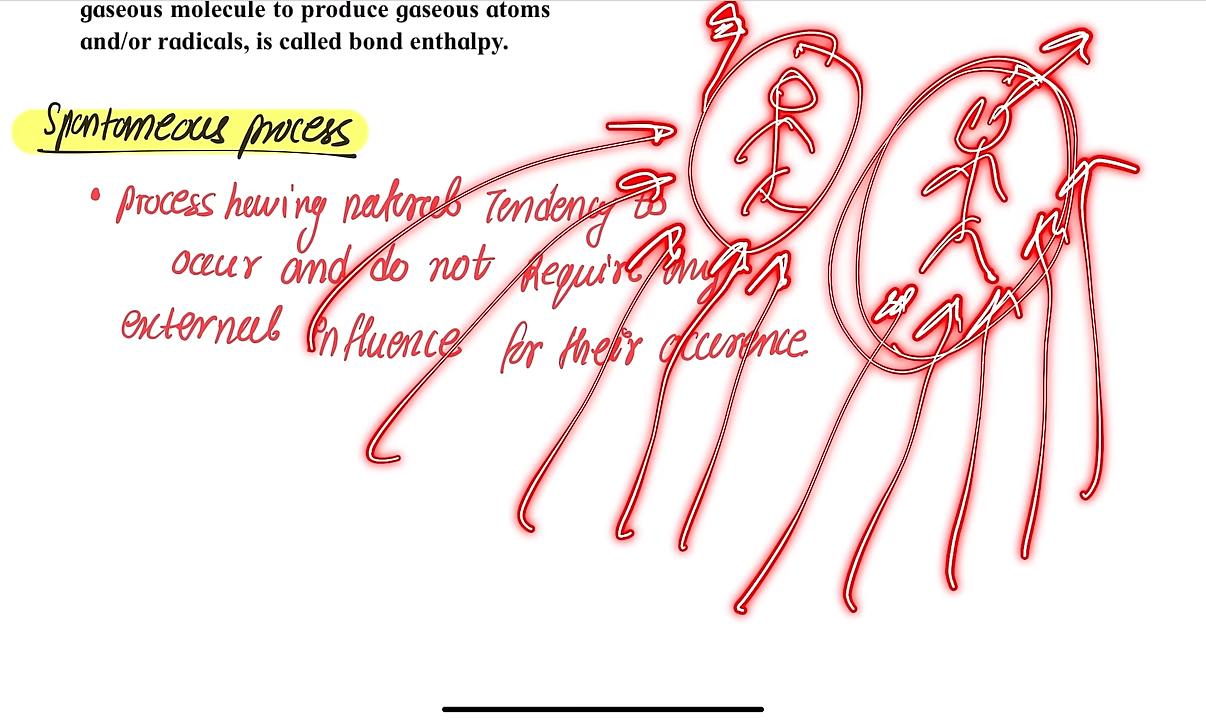 gaseous molecule to produce gaseous atoms
and/or radicals, is called bond enthalpy.
Spontaneous process
• process having natural Tendency to
occur and do not require any
external influence for their occurence